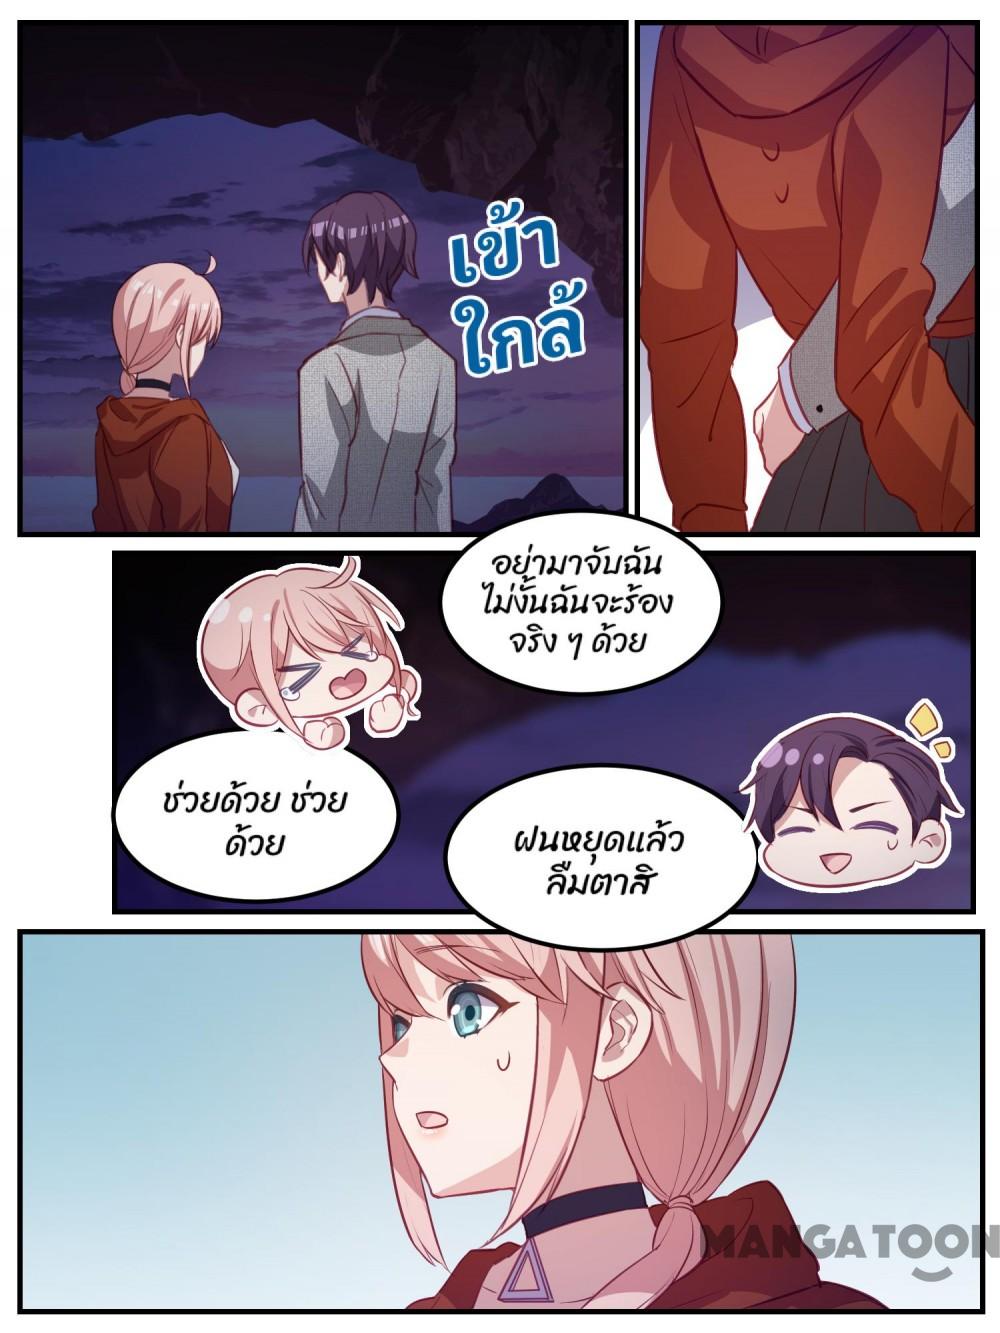 เข้า
ใกล้
อย่ามาจับฉัน
ไม่งั้นฉันจะร้อง
จริง ๆ ด้วย
ช่วยด้วย ช่วย
ด้วย
ฝนหยุดแล้ว
ลืมตาสิ
MANGATOON